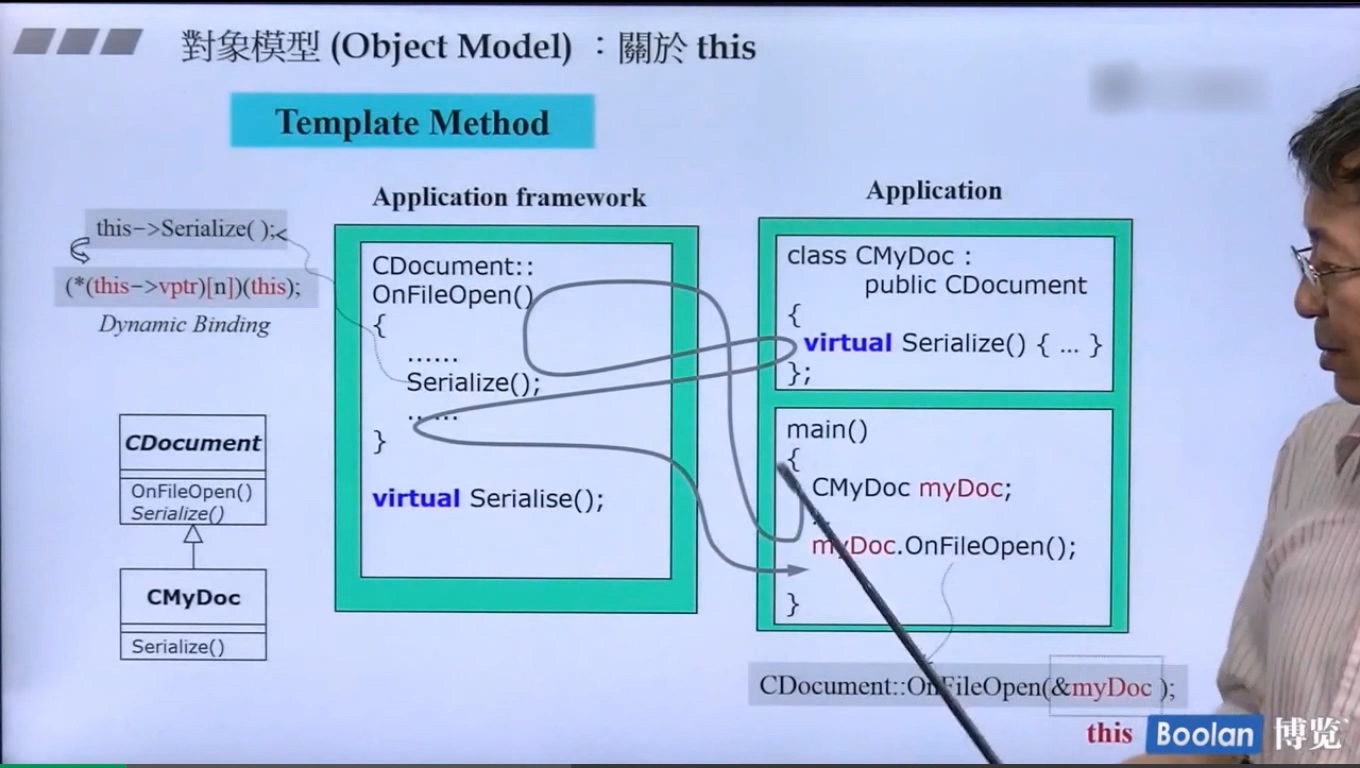 對象模型 (Object Model) ：關於 this
Template Method
Application framework
Application
this->Serialize( );
(*(this->vptr)[n])(this);
Dynamic Binding
CDocument
OnFileOpen()
Serialize()
CMyDoc
Serialize()
CDocument::
OnFileOpen()
{
......
Serialize();
......
}
virtual Serialise();
class CMyDoc :
public CDocument
{
virtual Serialize() { ... }
};
main()
{
CMyDoc myDoc;
...
myDoc.OnFileOpen();
}
CDocument::OnFileOpen(&myDoc );
this
Boolan 博览